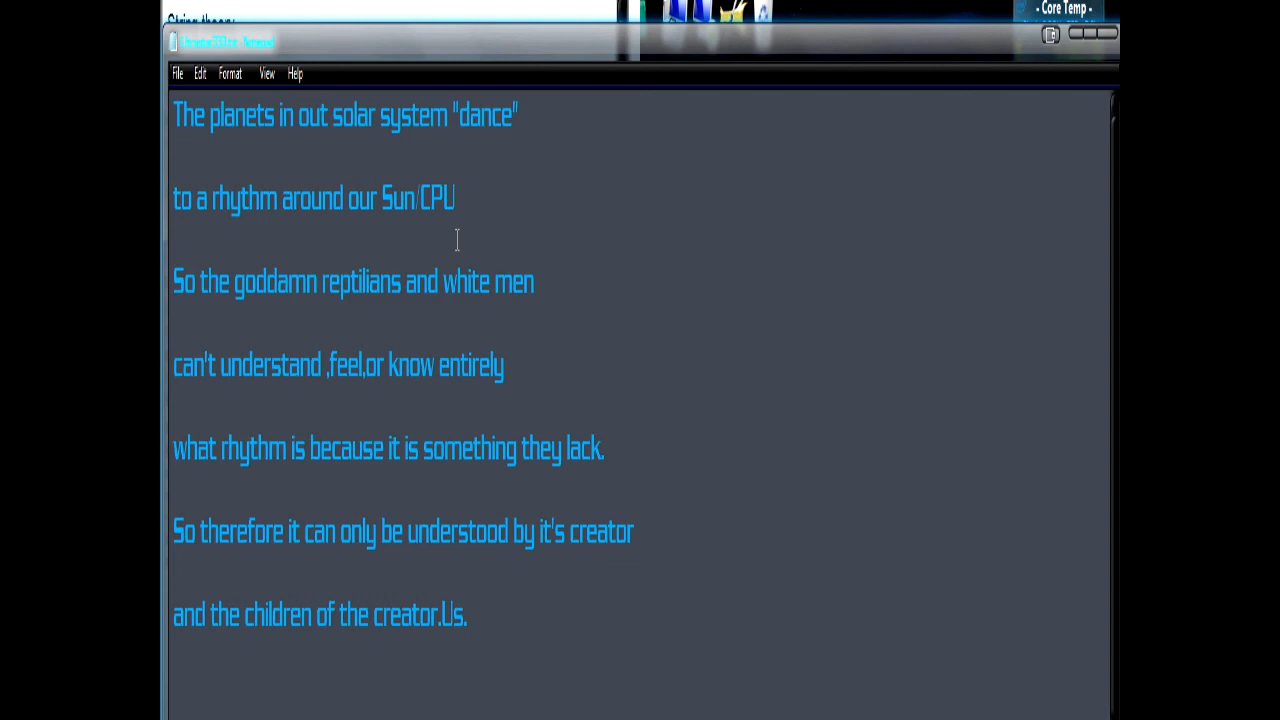 String theory
- Core Temp -
File Edit Format View Help
The planets in out solar system "dance"
to a rhythm around our Sun/CPU
So the goddamn reptilians and white men
can't understand ,feel,or know entirely
what rhythm is because it is something they lack.
So therefore it can only be understood by it's creator
and the children of the creator.Us.